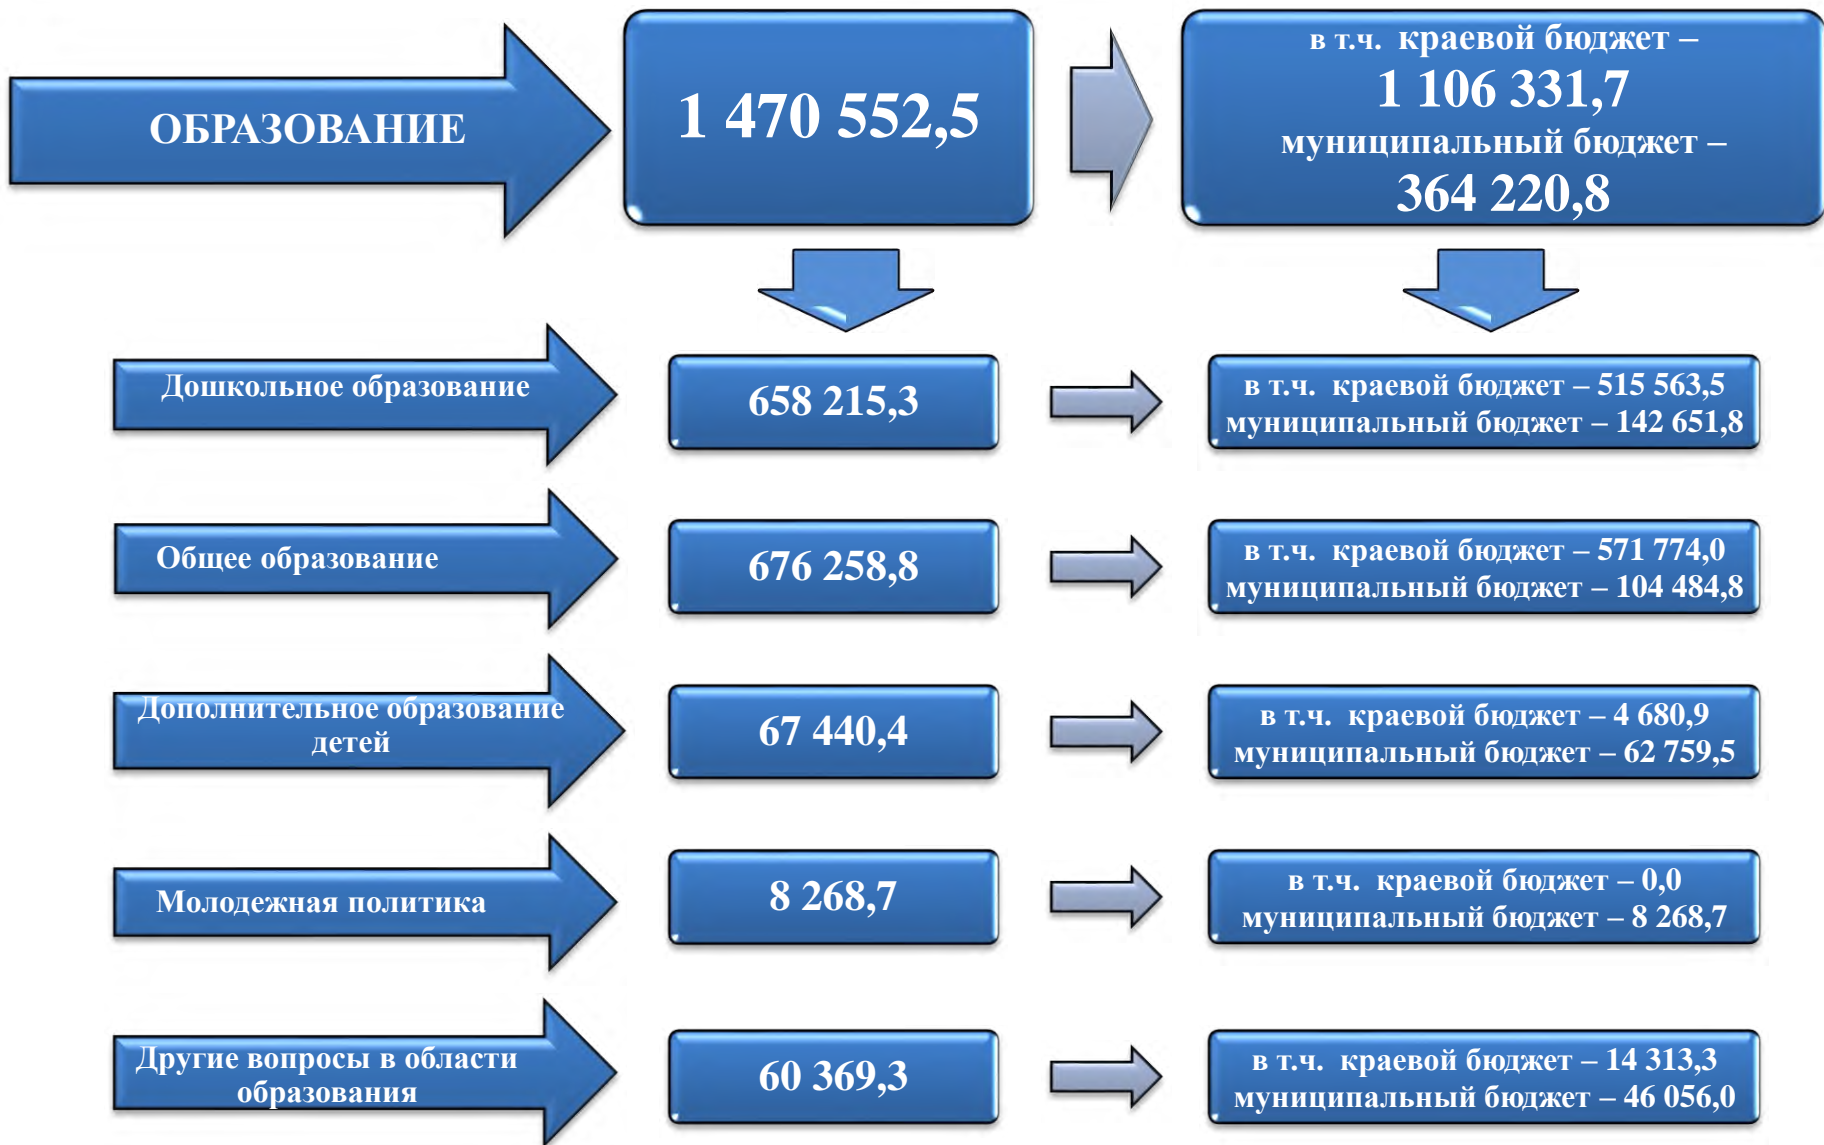 ОБРАЗОВАНИЕ
1 470 552,5
в т.ч. краевой бюджет –
1 106 331,7
муниципальный бюджет –
364 220,8
Дошкольное образование
658 215,3
в т.ч. краевой бюджет – 515 563,5
муниципальный бюджет – 142 651,8
Общее образование
676 258,8
в т.ч. краевой бюджет – 571 774,0
муниципальный бюджет – 104 484,8
Дополнительное образование
детей
67 440,4
в т.ч. краевой бюджет – 4 680,9
муниципальный бюджет – 62 759,5
Молодежная политика
8 268,7
в т.ч. краевой бюджет – 0,0
муниципальный бюджет – 8 268,7
Другие вопросы в области
образования
60 369,3
в т.ч. краевой бюджет – 14 313,3
муниципальный бюджет – 46 056,0